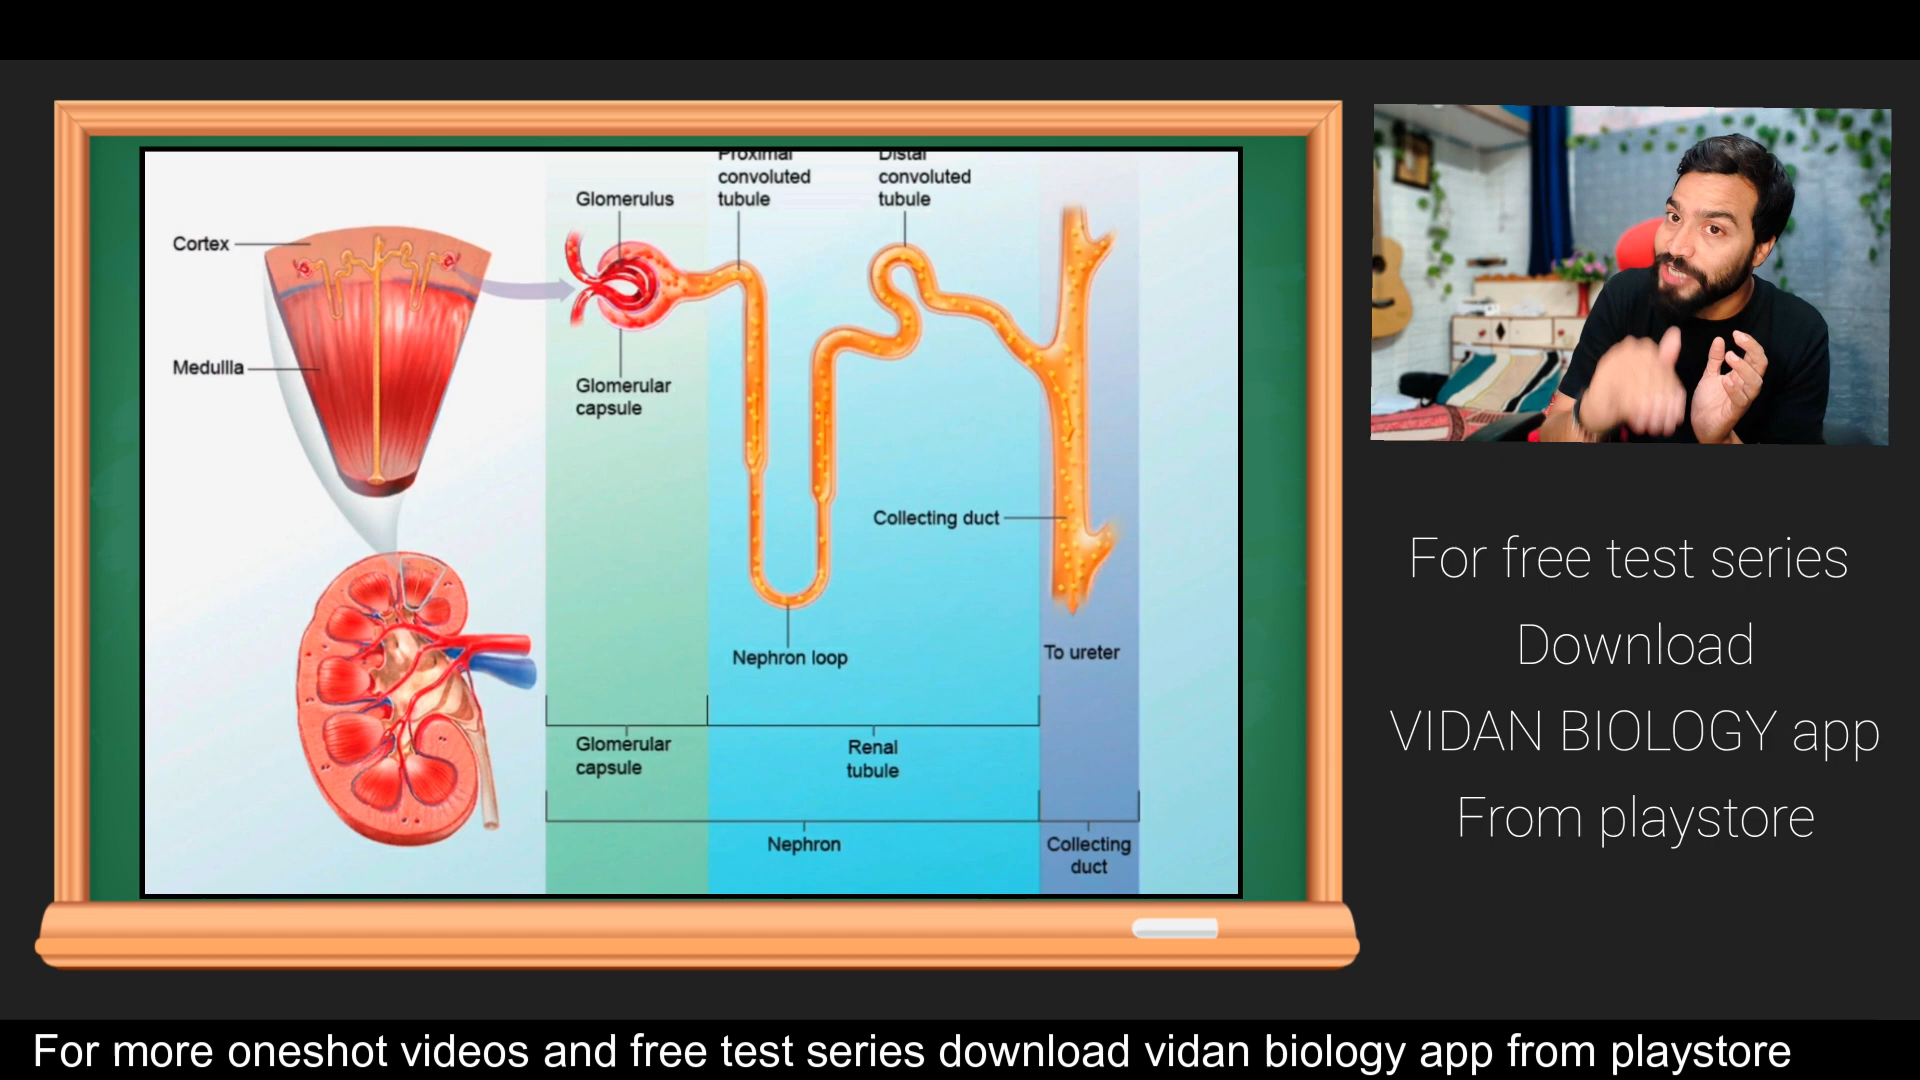 Proximal
convoluted
tubule
Distal
convoluted
tubule
Glomerulus
Cortex
Medullla
Glomerular
capsule
Collecting duct
Nephron loop
To ureter
Glomerular
capsule
Renal
tubule
Nephron
Collecting
duct
For free test series
Download
VIDAN BIOLOGY app
From playstore
For more oneshot videos and free test series download vidan biology app from playstore